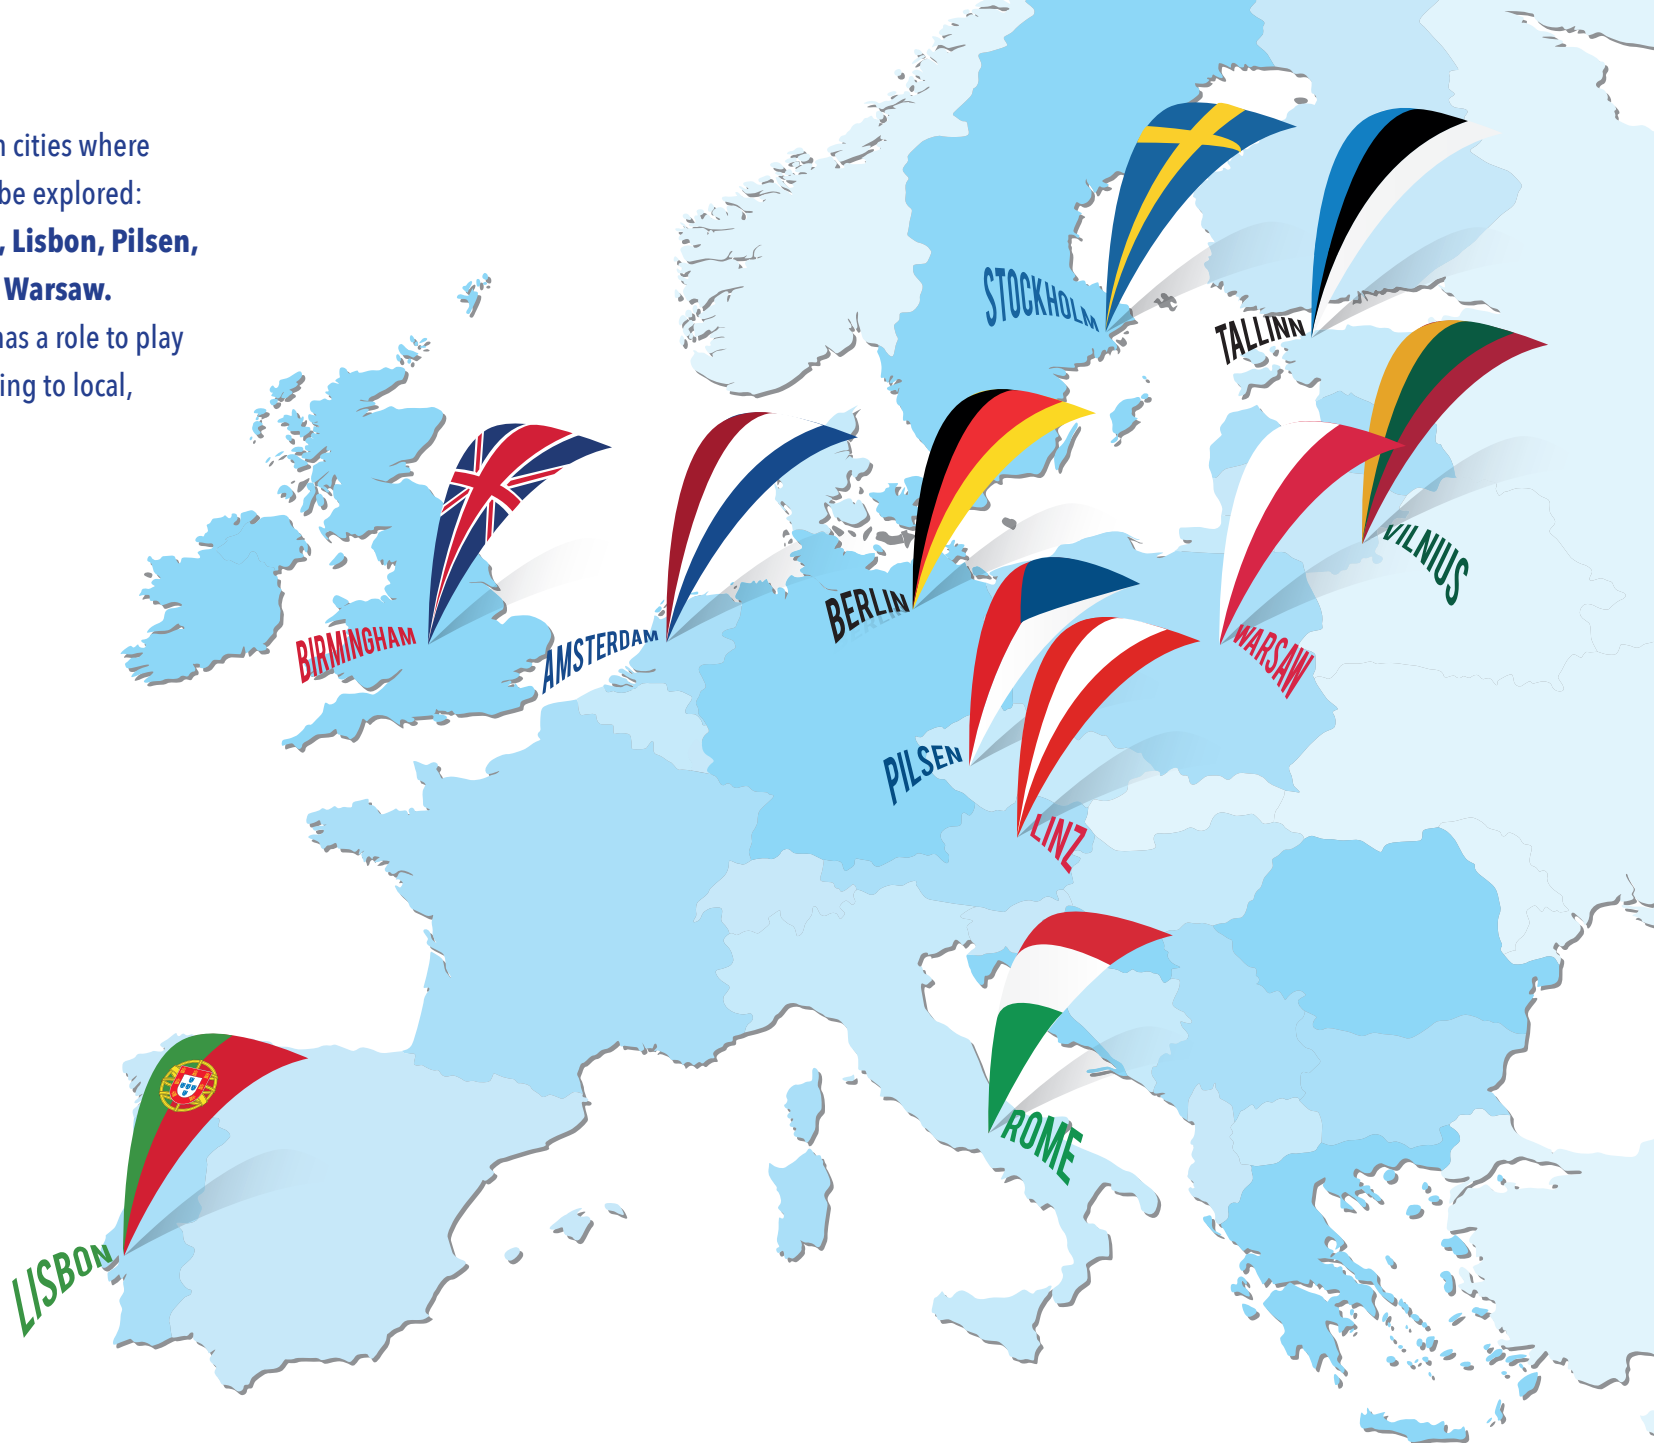 n cities where
be explored:
, Lisbon, Pilsen,
Warsaw.
has a role to play
ing to local,
STOCKHOLM
TALLINN
VILNIUS
BERLIN
BIRMINGHAM
AMSTERDAM
WARSAW
PILSEN
LINZ
ROME
LISBON